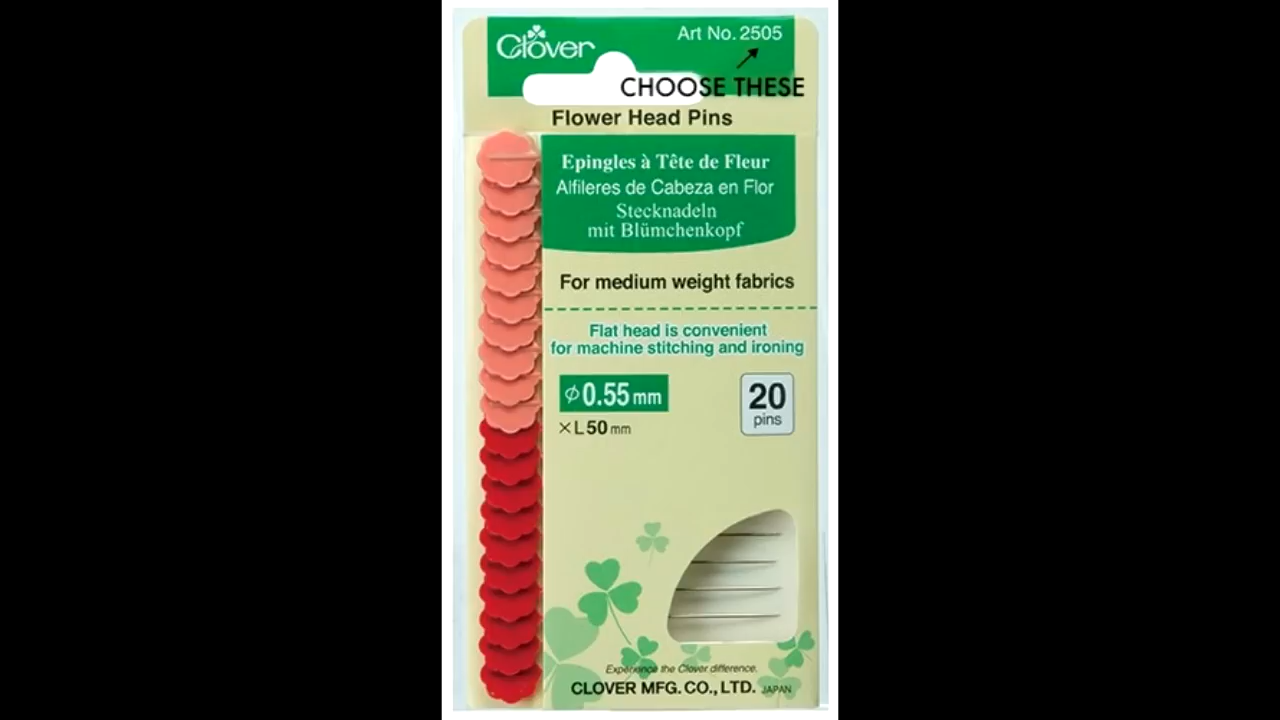 Clover
Art No. 2505
CHOOSE THESE
Flower Head Pins
Epingles à Tête de Fleur
Alfileres de Cabeza en Flor
Stecknadeln
mit Blümchenkopf
For medium weight fabrics
Flat head is convenient
for machine stitching and ironing
ϕ0.55mm
×L50mm
20
pins
Experience the Clover difference.
CLOVER MFG. CO., LTD. JAPAN